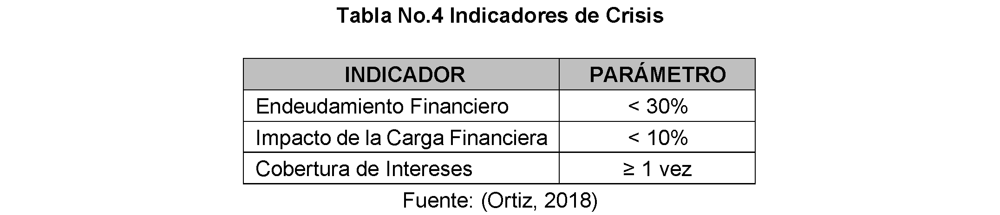 Tabla No.4 Indicadores de Crisis
INDICADOR PARÁMETRO
Endeudamiento Financiero < 30%
Impacto de la Carga Financiera < 10%
Cobertura de Intereses ≥ 1 vez
Fuente: (Ortiz, 2018)